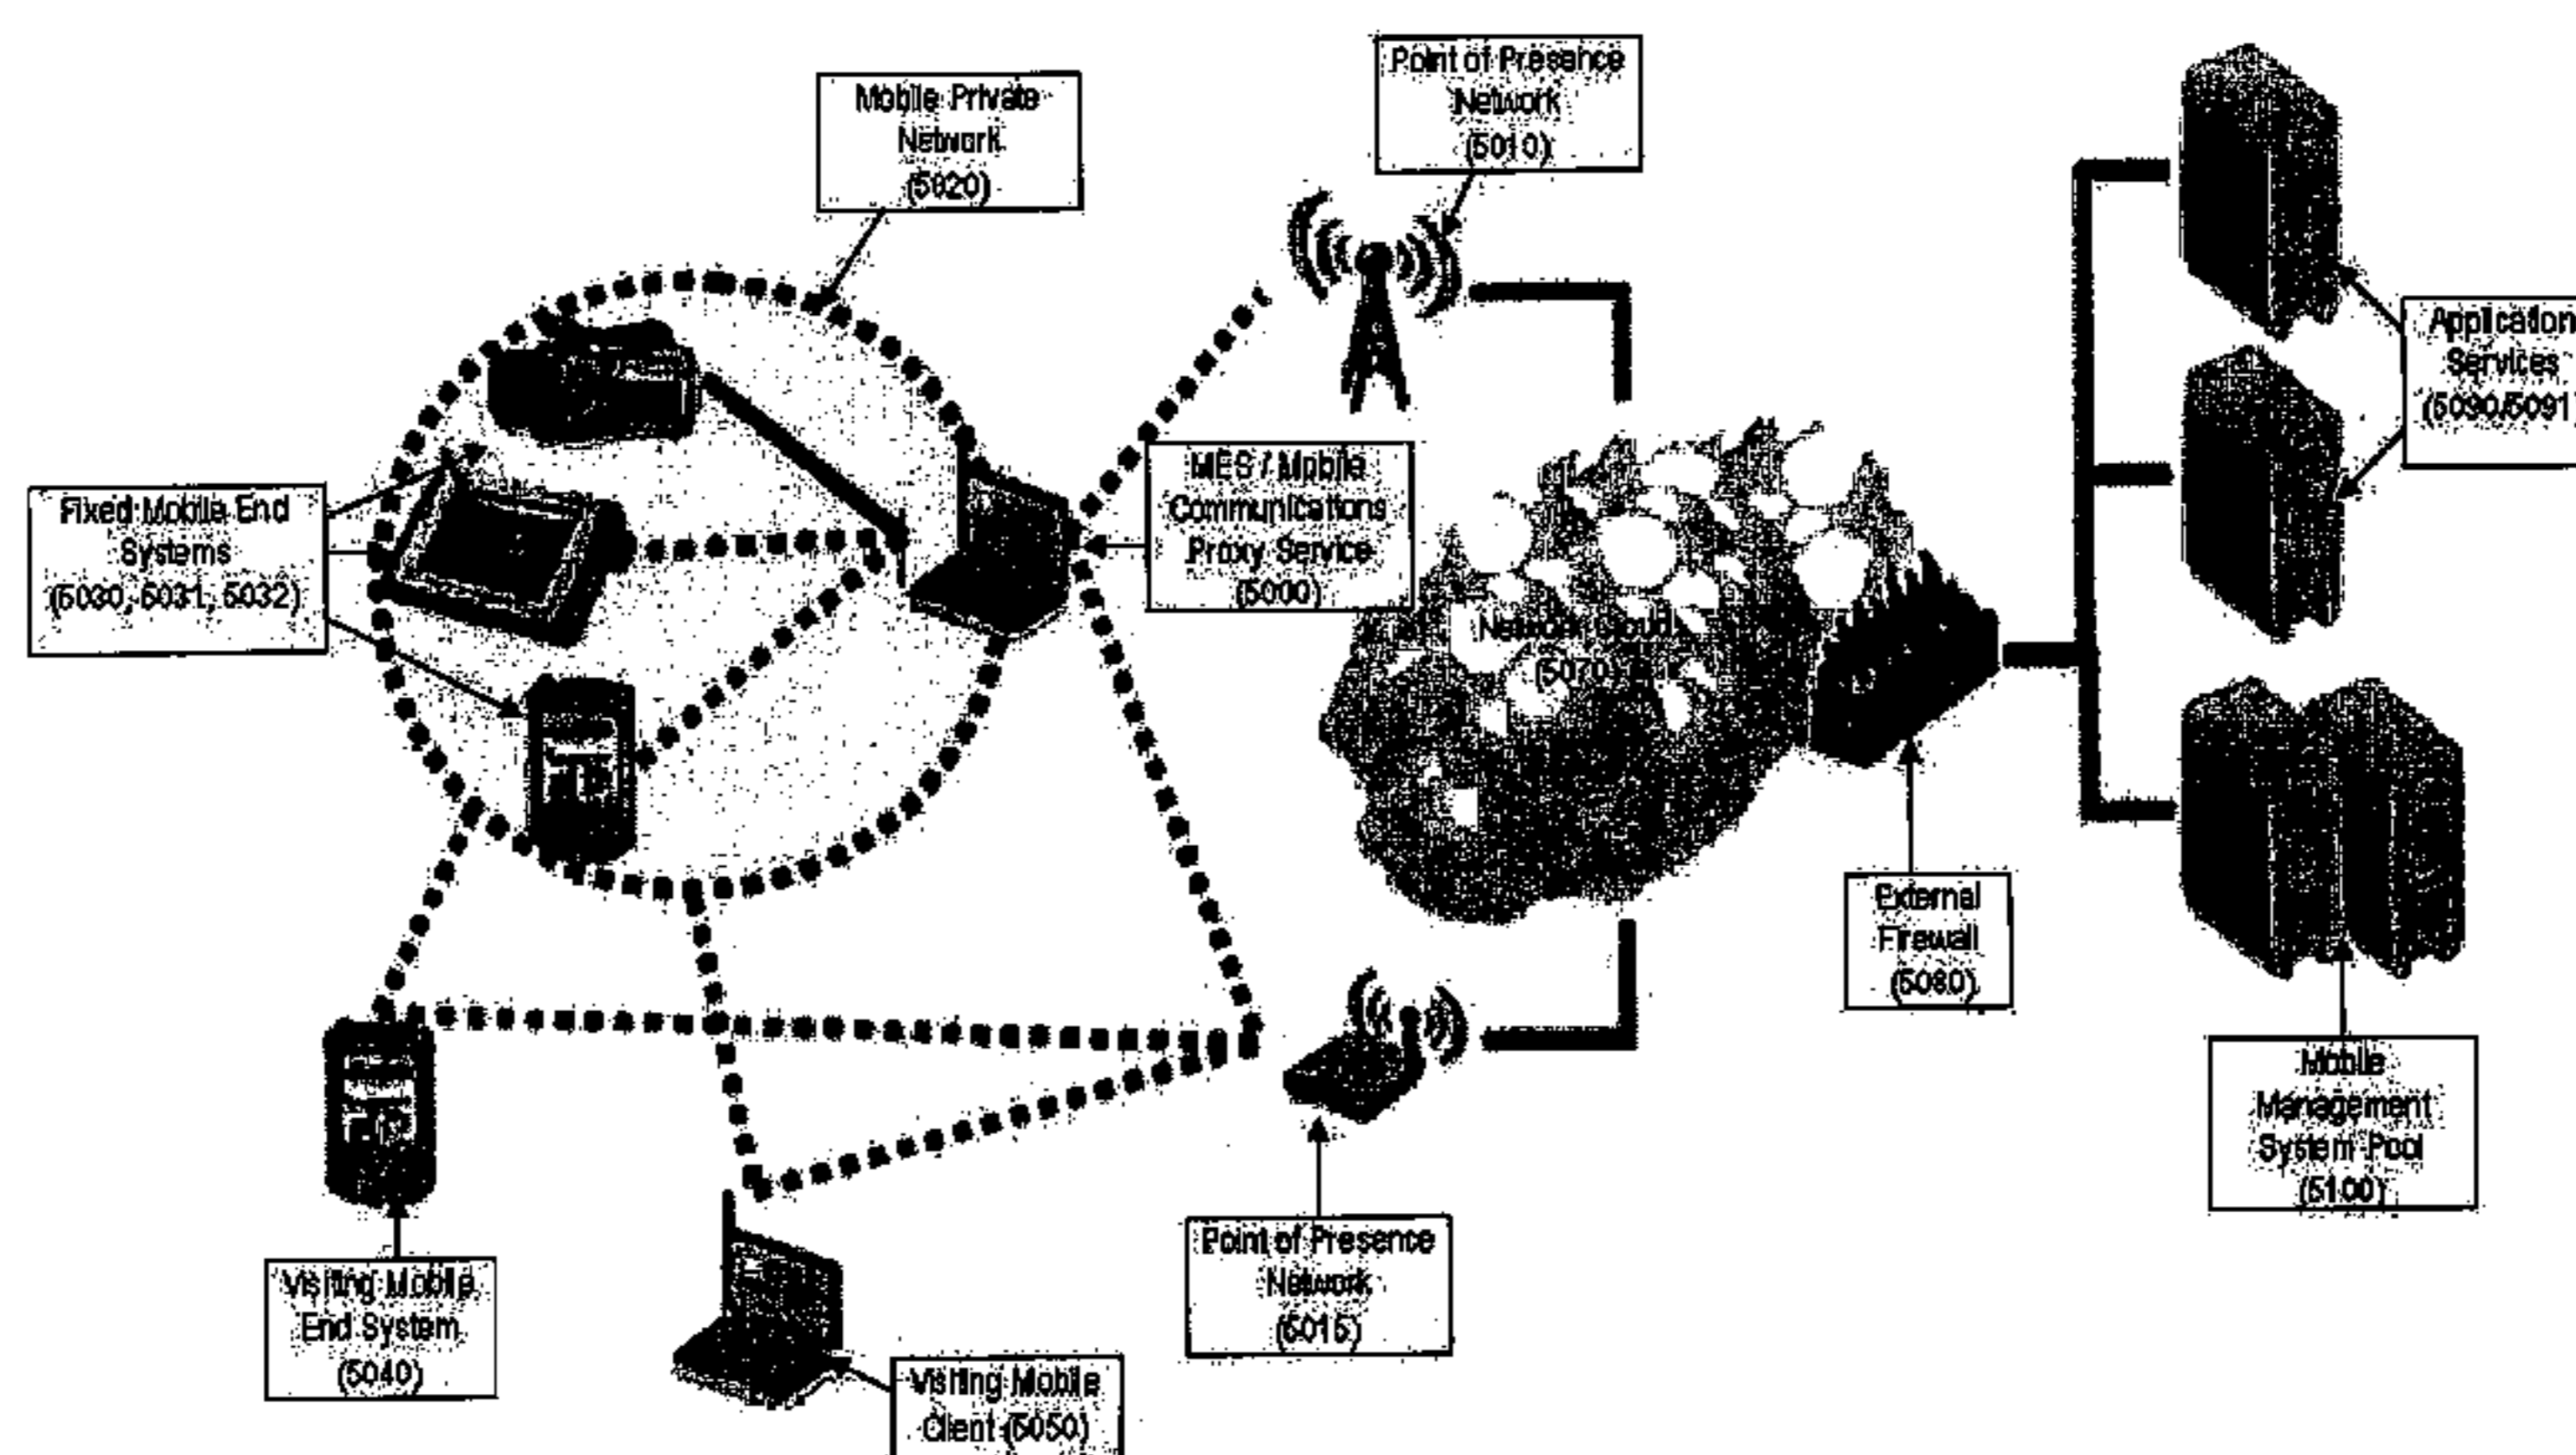 Point of Presence
Network
(5010)
Mobile Private
Network
(5020)
Application
Services
(5090/5091)
Fixed Mobile End
Systems
(5030, 5031, 5032)
MES / Mobile
Communications
Proxy Service
(5000)
Network Cloud
(5070)
External
Firewall
(5080)
Mobile
Management
System Pool
(5100)
Point of Presence
Network
(5015)
Visiting Mobile
End System
(5040)
Visiting Mobile
Client (5050)